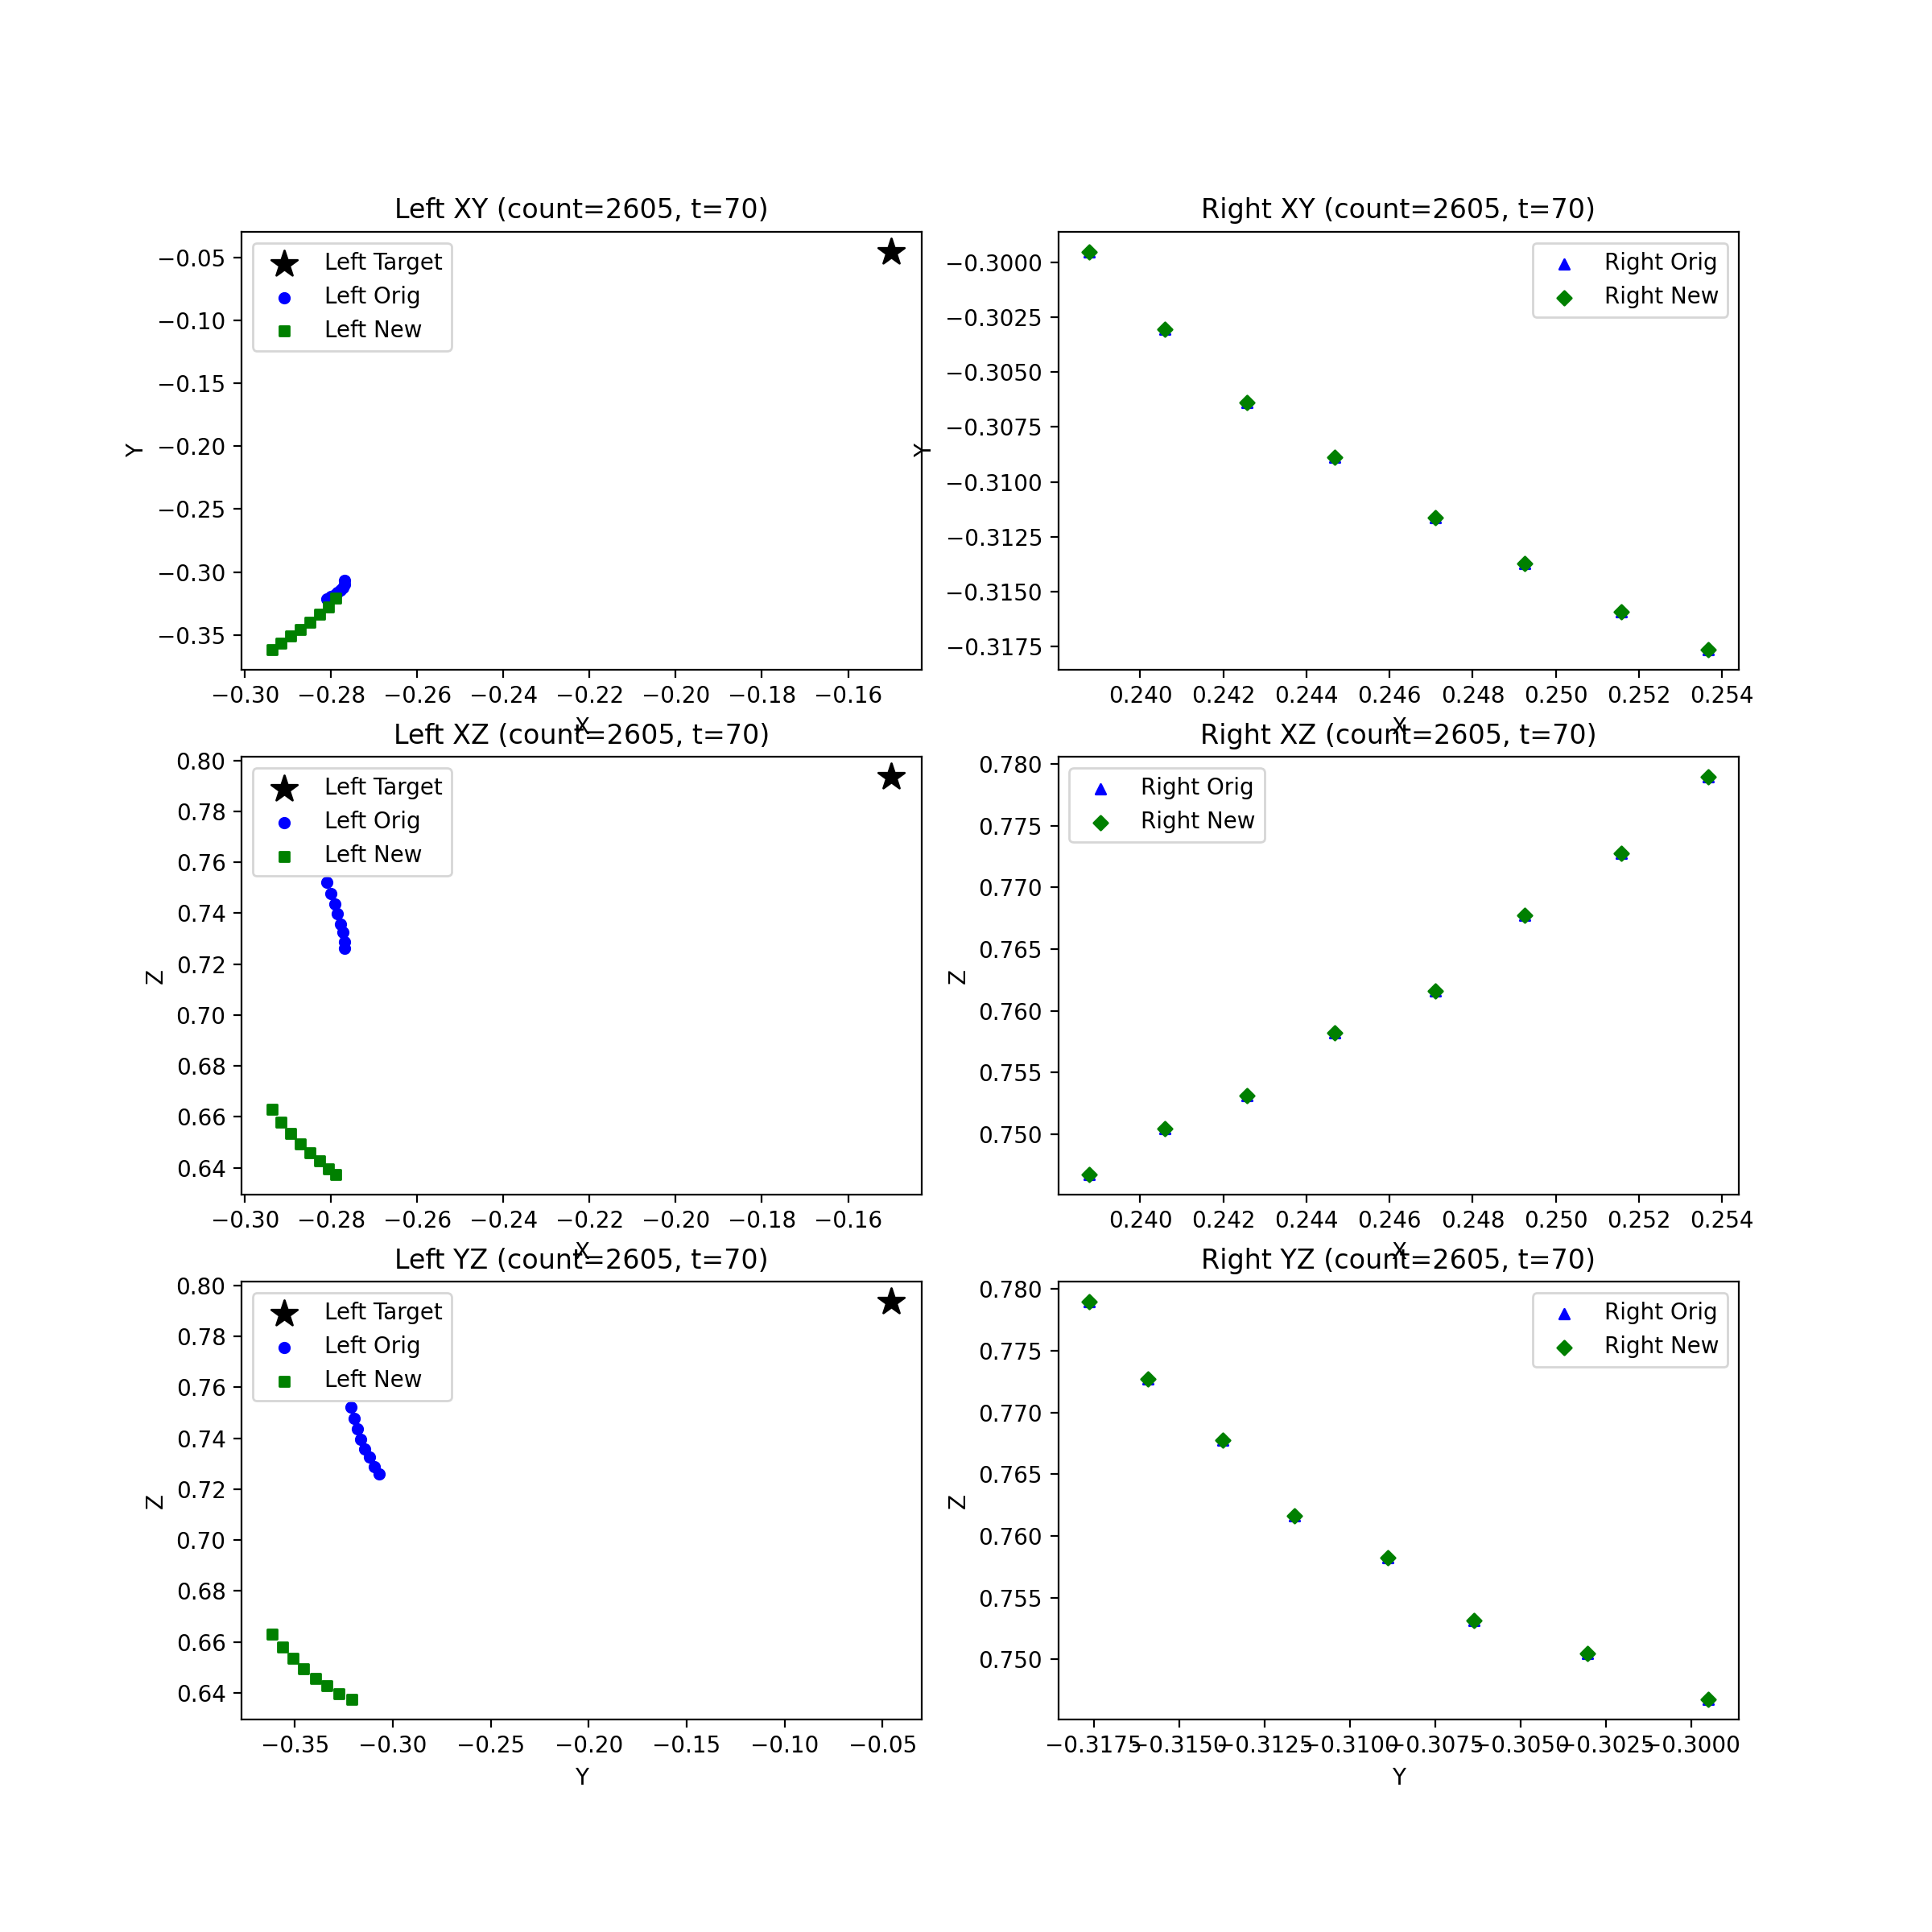 Left XY (count=2605, t=70)
Left Target
Left Orig
Left New
−0.05
−0.10
−0.15
−0.20
−0.25
−0.30
−0.35
Y
−0.30 −0.28 −0.26 −0.24 −0.22 −0.20 −0.18 −0.16
X
Right XY (count=2605, t=70)
Right Orig
Right New
−0.3000
−0.3025
−0.3050
−0.3075
−0.3100
−0.3125
−0.3150
−0.3175
Y
0.240 0.242 0.244 0.246 0.248 0.250 0.252 0.254
X
Left XZ (count=2605, t=70)
Left Target
Left Orig
Left New
0.80
0.78
0.76
0.74
0.72
0.70
0.68
0.66
0.64
Z
−0.30 −0.28 −0.26 −0.24 −0.22 −0.20 −0.18 −0.16
X
Right XZ (count=2605, t=70)
Right Orig
Right New
0.780
0.775
0.770
0.765
0.760
0.755
0.750
Z
0.240 0.242 0.244 0.246 0.248 0.250 0.252 0.254
X
Left YZ (count=2605, t=70)
Left Target
Left Orig
Left New
0.80
0.78
0.76
0.74
0.72
0.70
0.68
0.66
0.64
Z
−0.35 −0.30 −0.25 −0.20 −0.15 −0.10 −0.05
Y
Right YZ (count=2605, t=70)
Right Orig
Right New
0.780
0.775
0.770
0.765
0.760
0.755
0.750
Z
−0.3175 −0.3150 −0.3125 −0.3100 −0.3075 −0.3050 −0.3025 −0.3000
Y